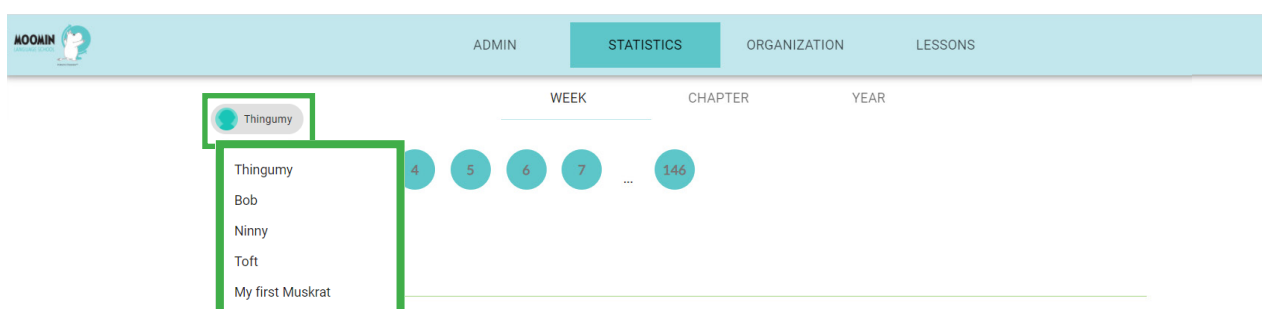 MOOMIN
ADMIN STATISTICS ORGANIZATION LESSONS
WEEK CHAPTER YEAR
Thingumy
4 5 6 7 ... 146
Thingumy
Bob
Ninny
Toft
My first Muskrat